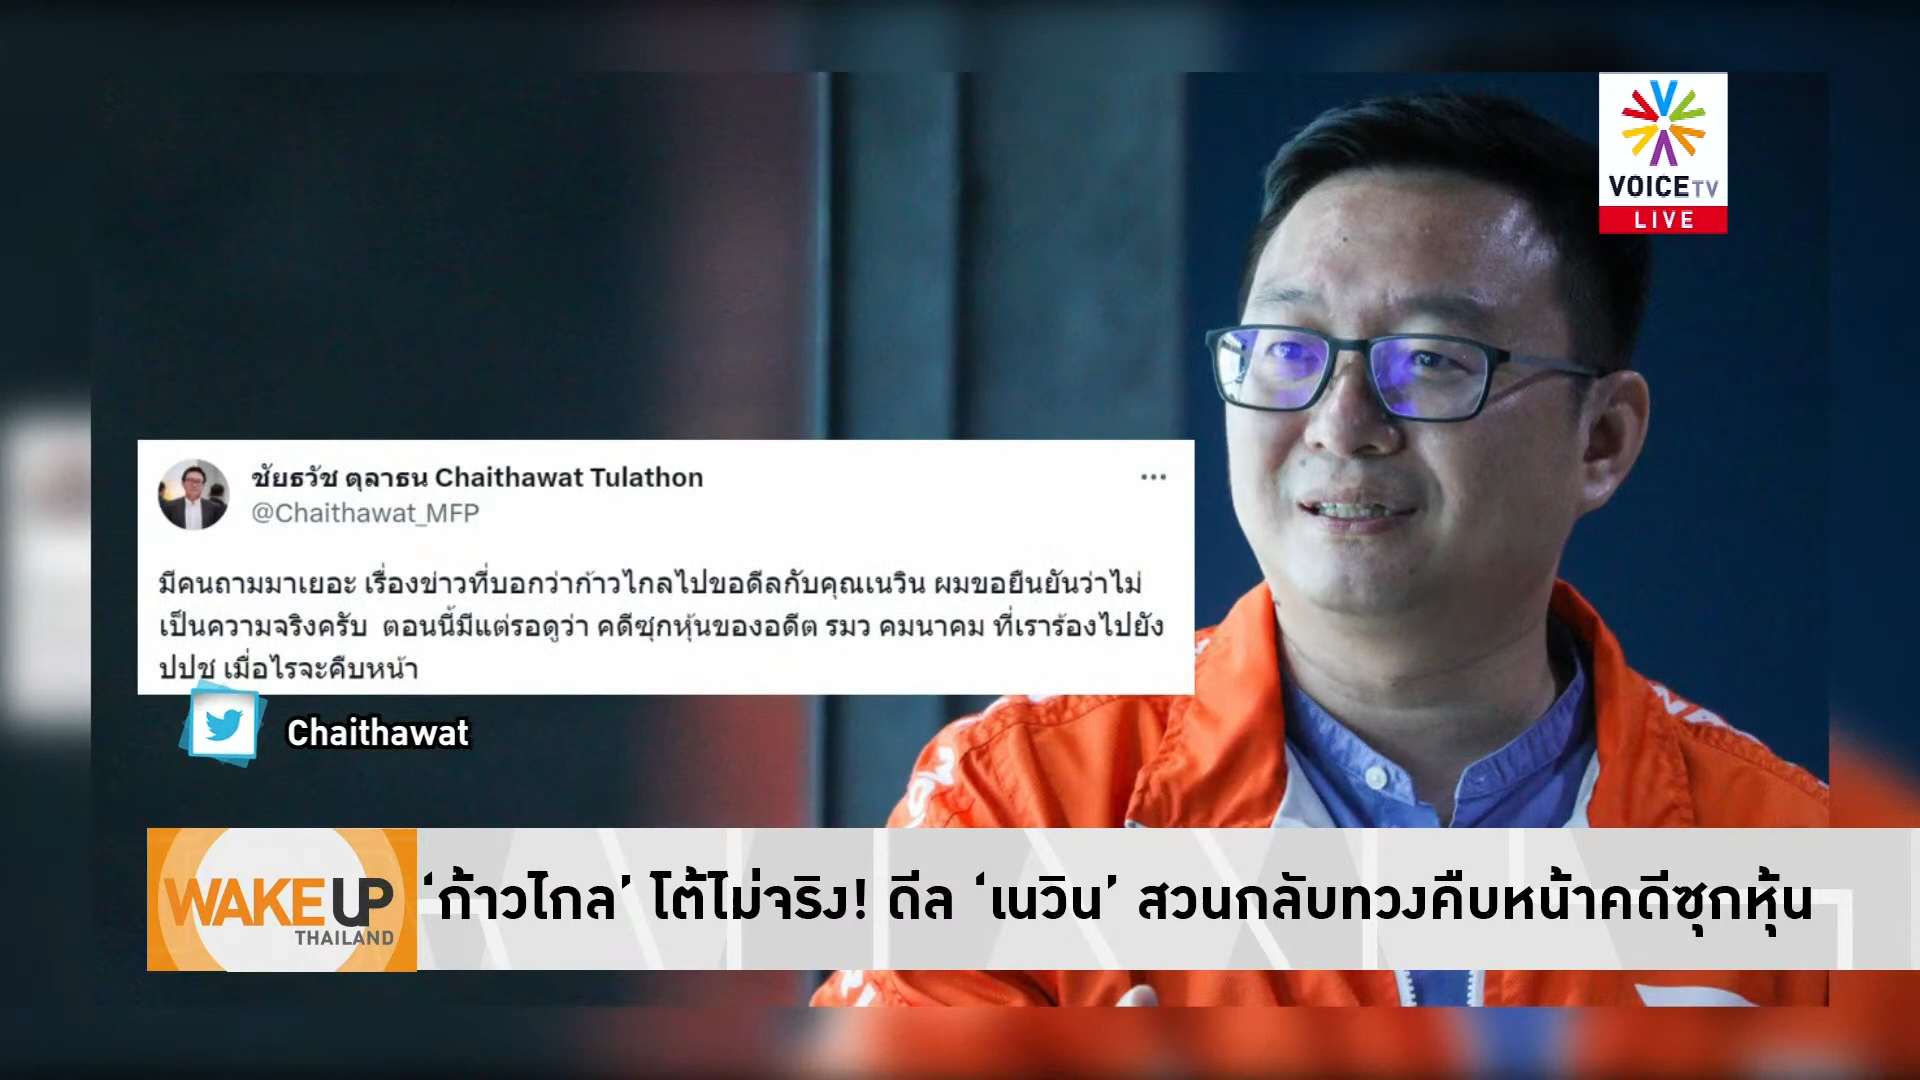 VOICETV
LIVE
ชัยธวัช ตุลาธน Chaithawat Tulathon
@Chaithawat_MFP
มีคนถามมาเยอะ เรื่องข่าวที่บอกว่าก้าวไกลไปขอดีลกับคุณเนวิน ผมขอยืนยันว่าไม่
เป็นความจริงครับ ตอนนี้มีแต่รอดูว่า คดีซุกหุ้นของอดีต รมว คมนาคม ที่เราร้องไปยัง
ปปช เมื่อไรจะคืบหน้า
Chaithawat
WAKE UP
THAILAND
‘ก้าวไกล’ โต้ไม่จริง! ดีล ‘เนวิน’ สวนกลับทวงคืบหน้าคดีซุกหุ้น